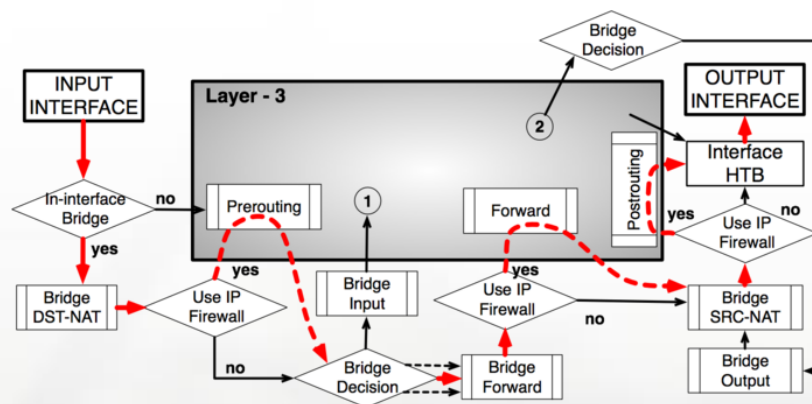 Bridge
Decision
INPUT
INTERFACE
Layer - 3
2
OUTPUT
INTERFACE
Interface
HTB
In-interface
Bridge
no
Prerouting
1
Forward
Postrouting
yes
no
yes
yes
yes
Use IP
Firewall
Bridge
DST-NAT
Use IP
Firewall
Bridge
Input
Use IP
Firewall
no
Bridge
SRC-NAT
no
Bridge
Decision
Bridge
Forward
Bridge
Output